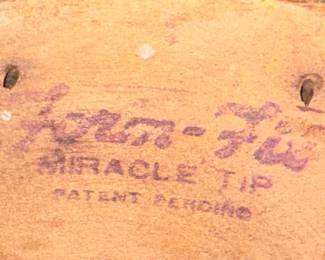 Form-Fit
MIRACLE TIP
PATENT PENDING